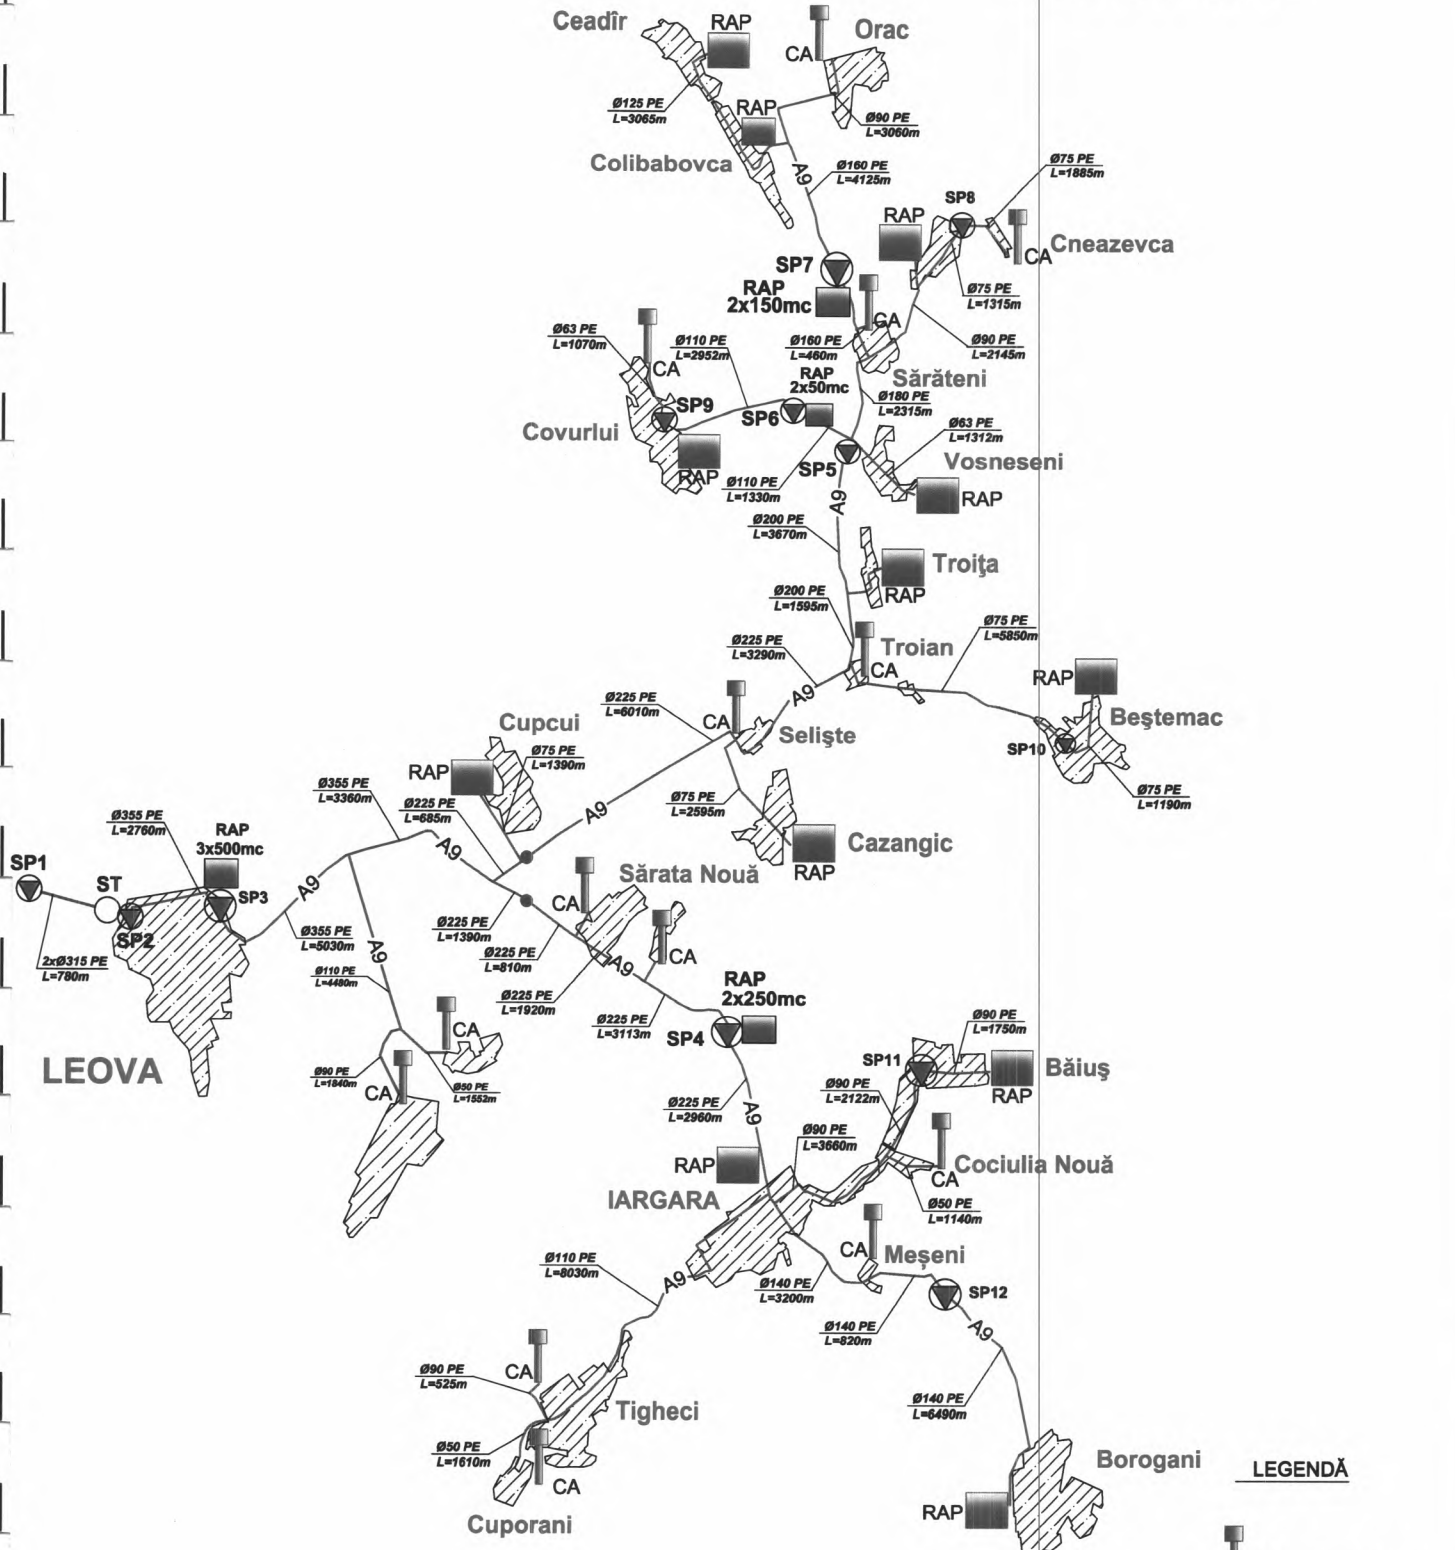 Ceadîr
RAP
Orac
CA
Ø125 PE
L=3065m
RAP
Ø90 PE
L=3060m
Colibabovca
A9
Ø160 PE
L=4125m
Ø75 PE
L=1885m
SP8
RAP
CA
Cneazevca
SP7
RAP
2x150mc
Ø75 PE
L=1315m
CA
Ø63 PE
L=1070m
Ø110 PE
L=2952m
Ø160 PE
L=460m
Ø90 PE
L=2145m
CA
RAP
2x50mc
Sărăteni
Ø180 PE
L=2315m
SP9
SP6
Covurlui
Ø63 PE
L=1312m
SP5
Vosneseni
RAP
Ø110 PE
L=1330m
A9
RAP
Ø200 PE
L=3670m
Troiţa
RAP
Ø200 PE
L=1595m
Ø75 PE
L=5850m
Ø225 PE
L=3290m
Troian
CA
RAP
A9
Ø225 PE
L=6010m
Beştemac
Cupcui
CA
Selişte
SP10
Ø75 PE
L=1390m
RAP
Ø355 PE
L=3360m
Ø225 PE
L=685m
Ø75 PE
L=2595m
Ø75 PE
L=1190m
A9
Ø355 PE
L=2760m
RAP
3x500mc
A9
Cazangic
RAP
SP1
ST
Sărata Nouă
A9
SP3
CA
SP2
Ø355 PE
L=5030m
Ø225 PE
L=1390m
A9
2xØ315 PE
L=780m
Ø225 PE
L=810m
A9
CA
Ø110 PE
L=4480m
RAP
2x250mc
Ø225 PE
L=1920m
Ø225 PE
L=3113m
SP4
CA
Ø90 PE
L=1750m
LEOVA
SP11
Băiuş
Ø90 PE
L=1840m
CA
Ø50 PE
L=1552m
Ø90 PE
L=2122m
RAP
Ø225 PE
L=2960m
A9
Ø90 PE
L=3660m
RAP
Cociulia Nouă
CA
IARGARA
Ø50 PE
L=1140m
CA
Meșeni
Ø110 PE
L=8030m
A9
Ø140 PE
L=3200m
SP12
Ø140 PE
L=820m
A9
Ø90 PE
L=525m
CA
Ø140 PE
L=6490m
Tigheci
Ø50 PE
L=1610m
CA
Borogani
LEGENDĂ
RAP
Cuporani